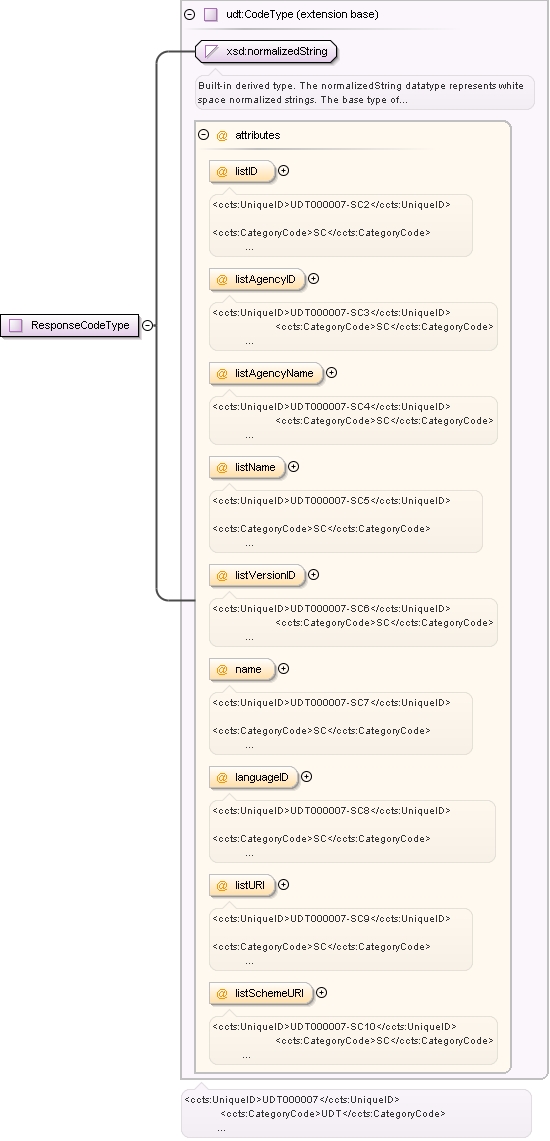 udt:CodeType (extension base)
xsd:normalizedString
Built-in derived type. The normalizedString datatype represents white
space normalized strings. The base type of...
@ attributes
@ listID
<ccts:UniqueID>UDT000007-SC2</ccts:UniqueID>
<ccts:CategoryCode>SC</ccts:CategoryCode>
...
@ listAgencyID
<ccts:UniqueID>UDT000007-SC3</ccts:UniqueID>
<ccts:CategoryCode>SC</ccts:CategoryCode>
...
ResponseCodeType
@ listAgencyName
<ccts:UniqueID>UDT000007-SC4</ccts:UniqueID>
<ccts:CategoryCode>SC</ccts:CategoryCode>
...
@ listName
<ccts:UniqueID>UDT000007-SC5</ccts:UniqueID>
<ccts:CategoryCode>SC</ccts:CategoryCode>
...
@ listVersionID
<ccts:UniqueID>UDT000007-SC6</ccts:UniqueID>
<ccts:CategoryCode>SC</ccts:CategoryCode>
...
@ name
<ccts:UniqueID>UDT000007-SC7</ccts:UniqueID>
<ccts:CategoryCode>SC</ccts:CategoryCode>
...
@ languageID
<ccts:UniqueID>UDT000007-SC8</ccts:UniqueID>
<ccts:CategoryCode>SC</ccts:CategoryCode>
...
@ listURI
<ccts:UniqueID>UDT000007-SC9</ccts:UniqueID>
<ccts:CategoryCode>SC</ccts:CategoryCode>
...
@ listSchemeURI
<ccts:UniqueID>UDT000007-SC10</ccts:UniqueID>
<ccts:CategoryCode>SC</ccts:CategoryCode>
...
<ccts:UniqueID>UDT000007</ccts:UniqueID>
<ccts:CategoryCode>UDT</ccts:CategoryCode>
...